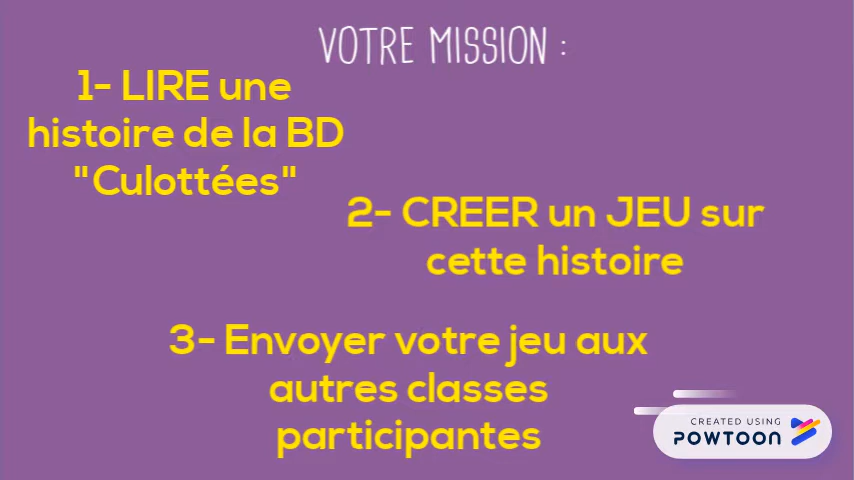 VOTRE MISSION :
1- LIRE une
histoire de la BD
"Culottées"
2- CREER un JEU sur
cette histoire
3- Envoyer votre jeu aux
autres classes
participantes
CREATED USING
POWTOON